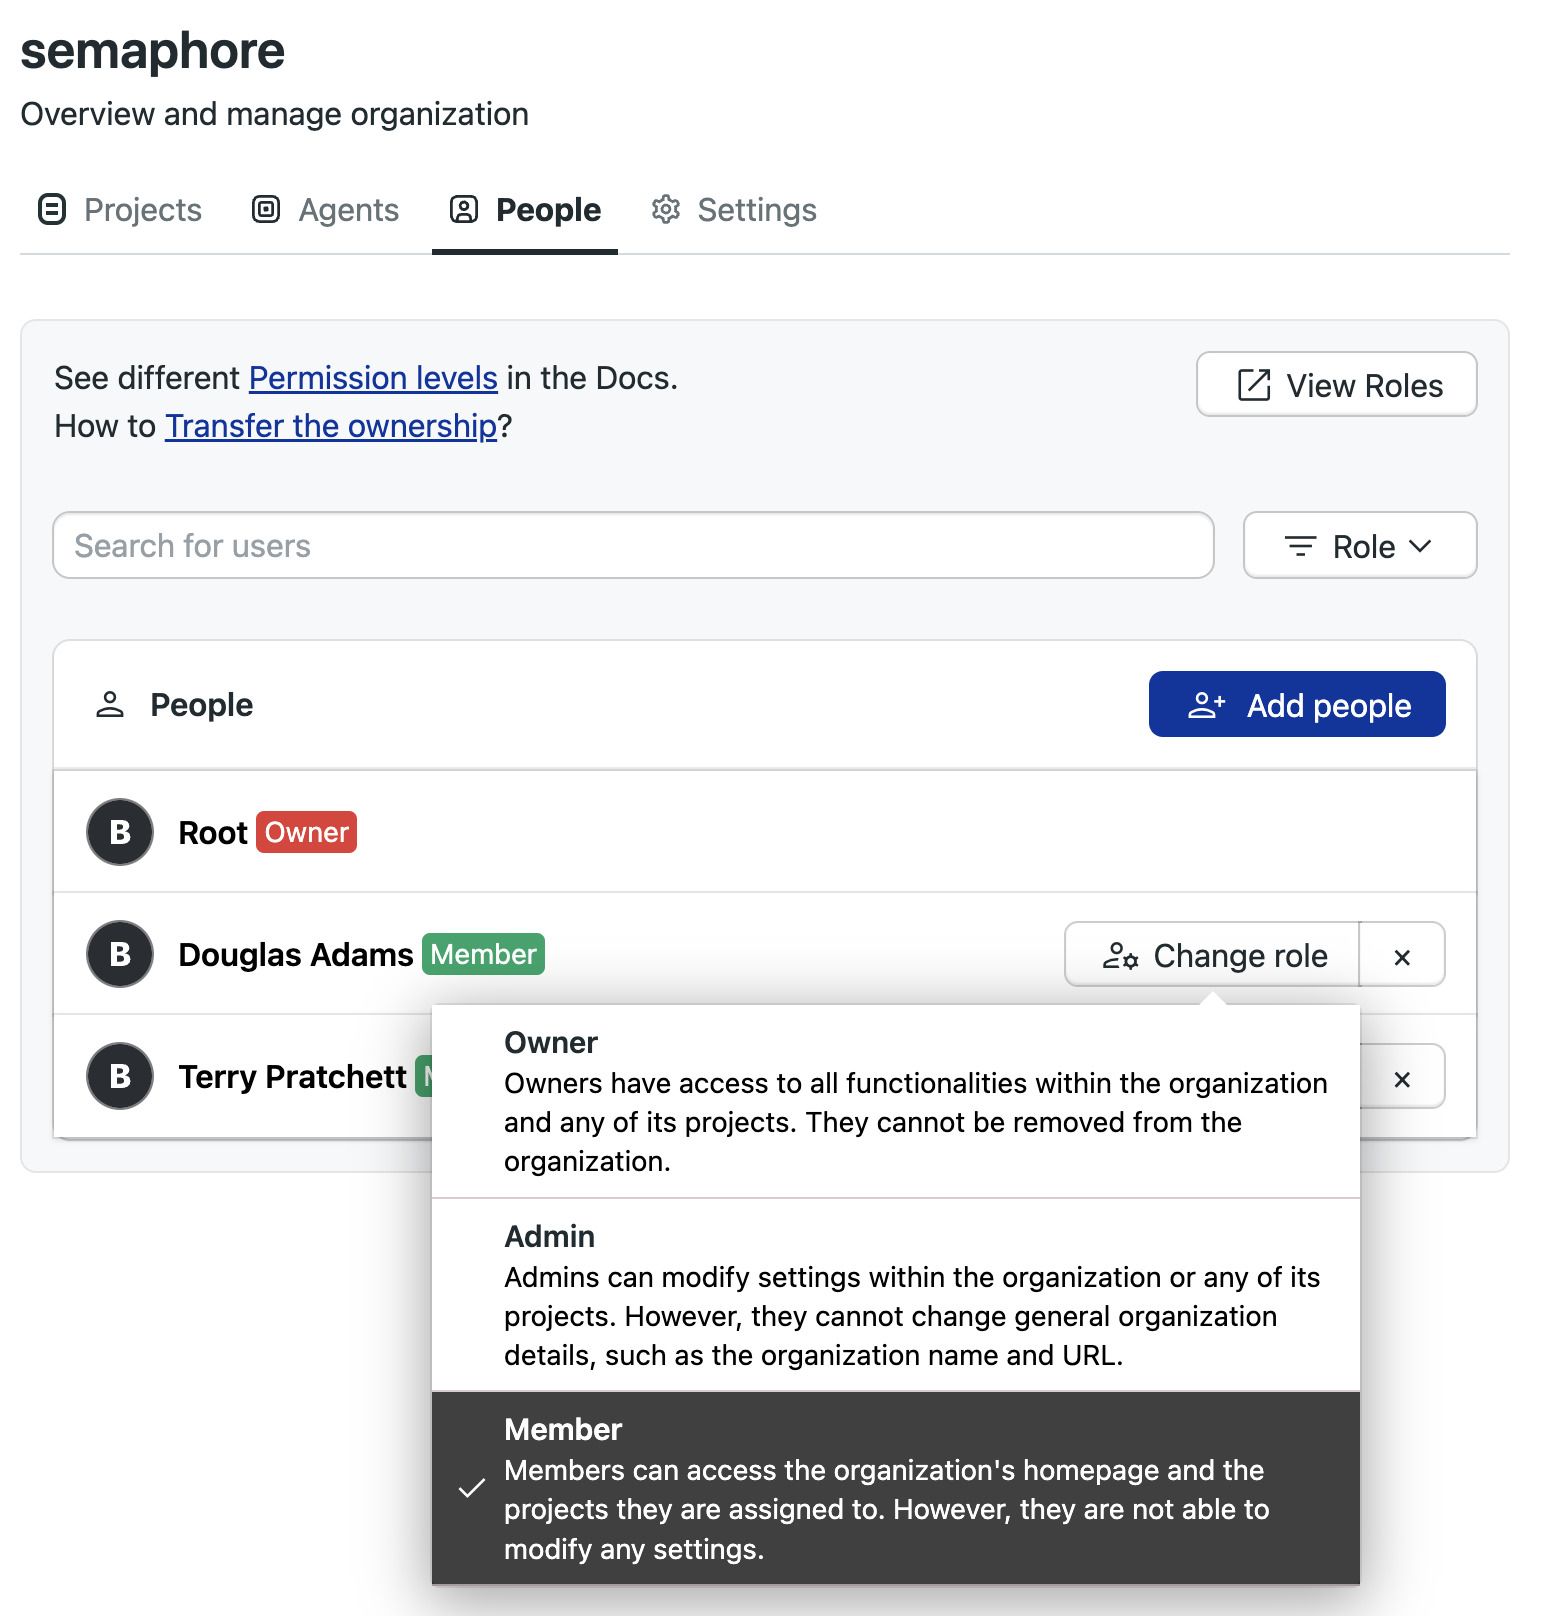 semaphore
Overview and manage organization
Projects Agents People Settings
See different Permission levels in the Docs.
How to Transfer the ownership?
View Roles
Search for users
Role
People
Add people
B Root Owner
B Douglas Adams Member
Change role ×
B Terry Pratchett
×
Owner
Owners have access to all functionalities within the organization
and any of its projects. They cannot be removed from the
organization.
Admin
Admins can modify settings within the organization or any of its
projects. However, they cannot change general organization
details, such as the organization name and URL.
Member
Members can access the organization's homepage and the
projects they are assigned to. However, they are not able to
modify any settings.